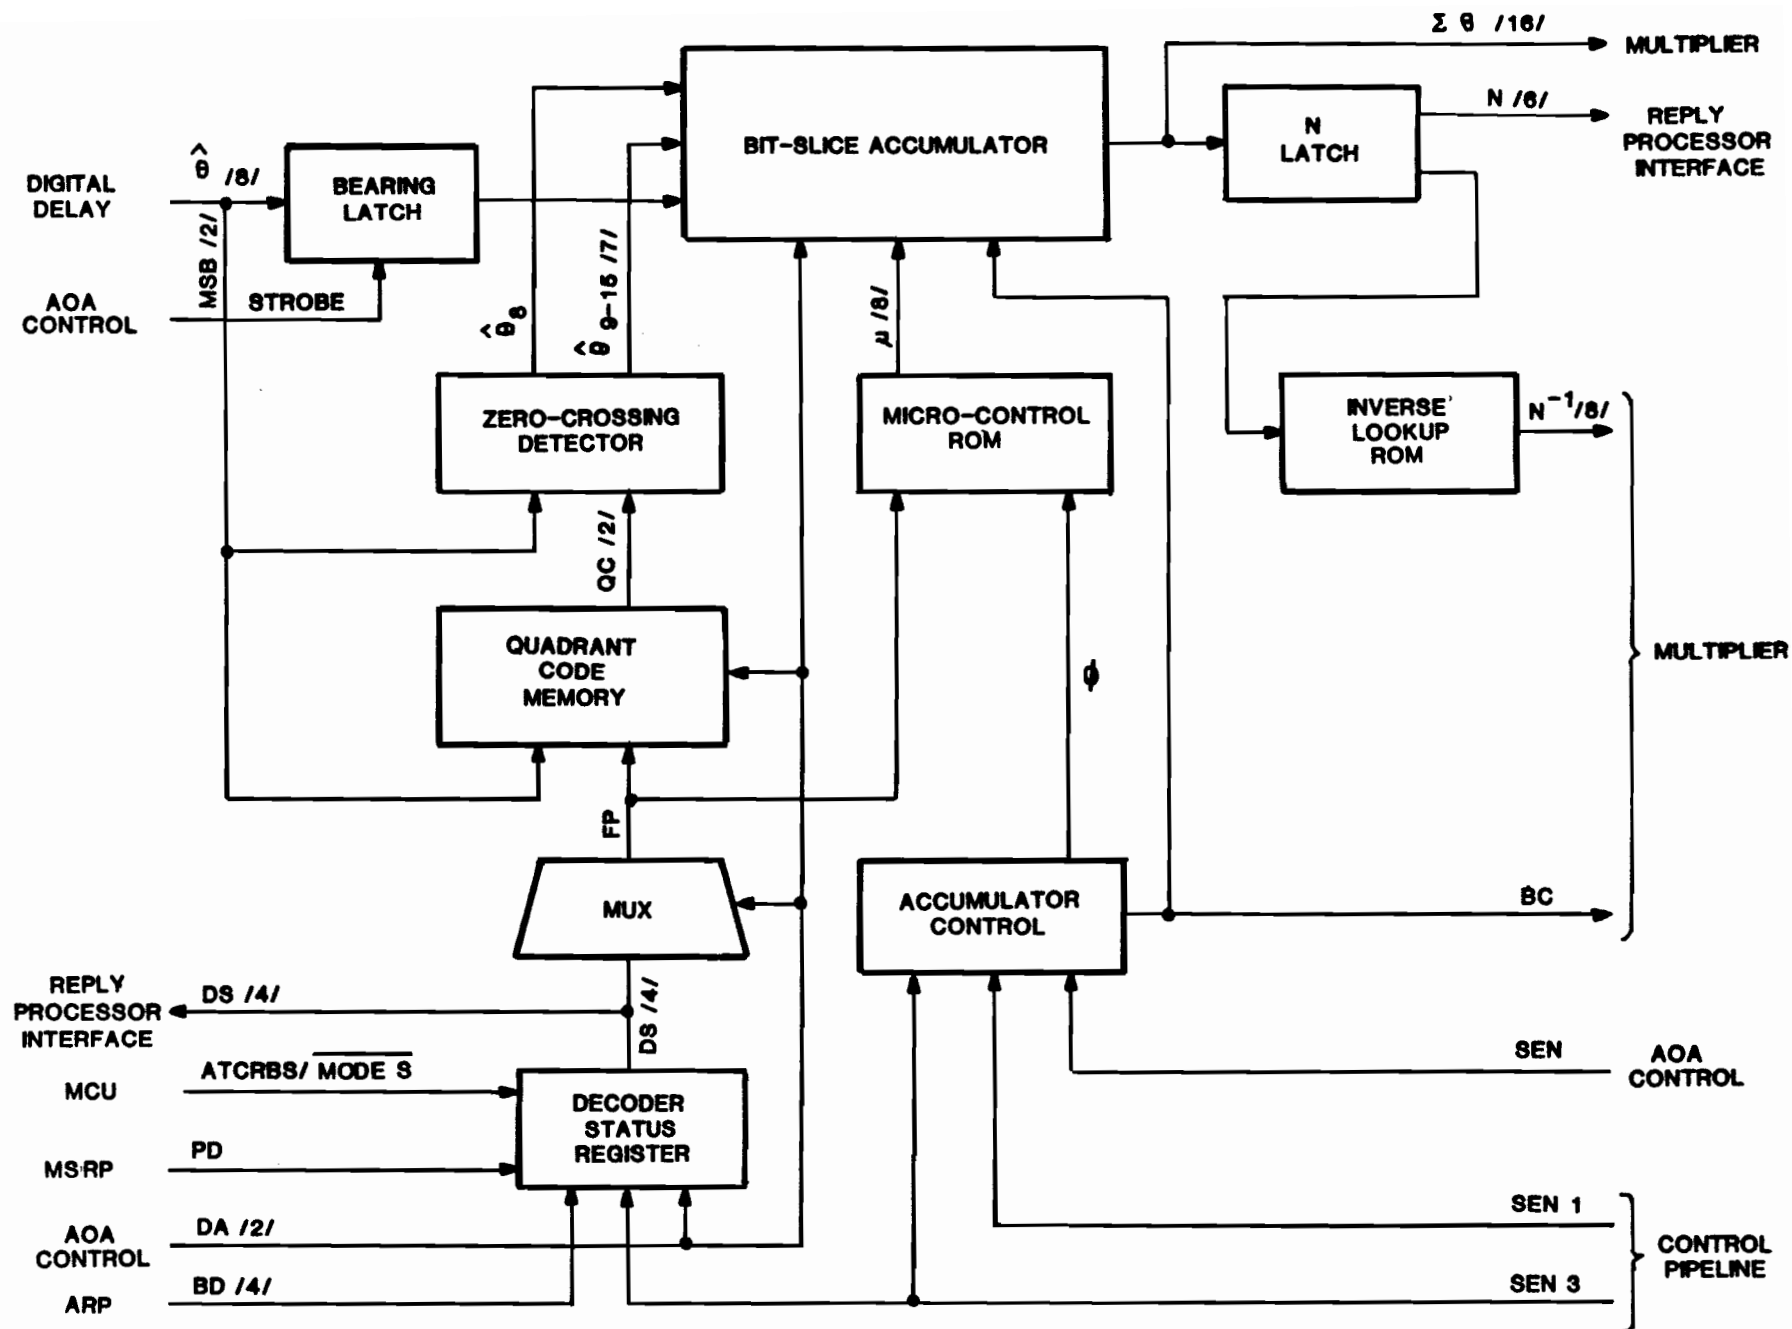 Σ θ /16/
MULTIPLIER
N /6/
REPLY
PROCESSOR
INTERFACE
N
LATCH
BIT-SLICE ACCUMULATOR
θ̂ /8/
DIGITAL
DELAY
BEARING
LATCH
MSB /2/
AOA
CONTROL
STROBE
θ̂8
θ̂9-15 /7/
μ /8/
ZERO-CROSSING
DETECTOR
MICRO-CONTROL
ROM
INVERSE
LOOKUP
ROM
N⁻¹/8/
QC /2/
QUADRANT
CODE
MEMORY
MULTIPLIER
ϕ
FP
MUX
ACCUMULATOR
CONTROL
BC
REPLY
PROCESSOR
INTERFACE
DS /4/
DS /4/
SEN
AOA
CONTROL
MCU
ATCRBS/ M̅O̅D̅E̅ S̅
DECODER
STATUS
REGISTER
MSRP
PD
AOA
CONTROL
DA /2/
SEN 1
CONTROL
PIPELINE
ARP
BD /4/
SEN 3